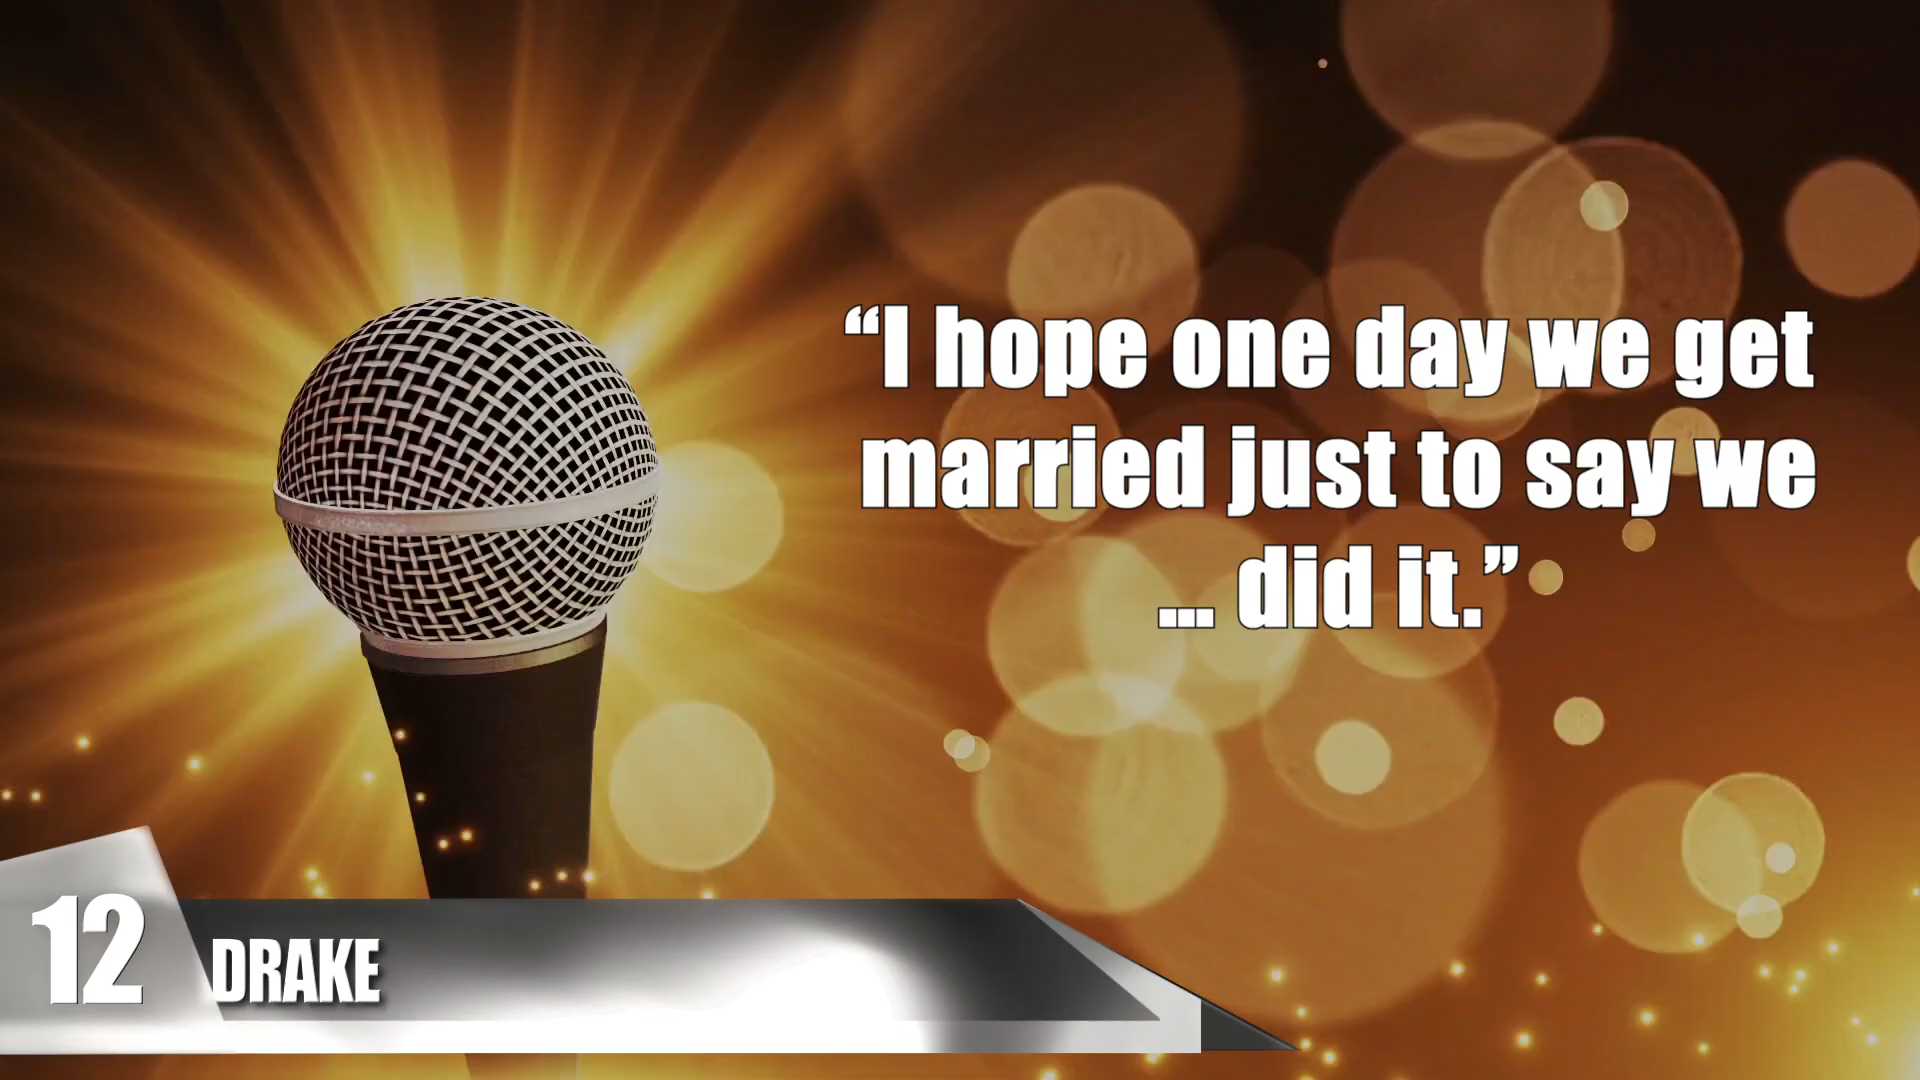 “I hope one day we get
married just to say we
... did it.”
12
DRAKE